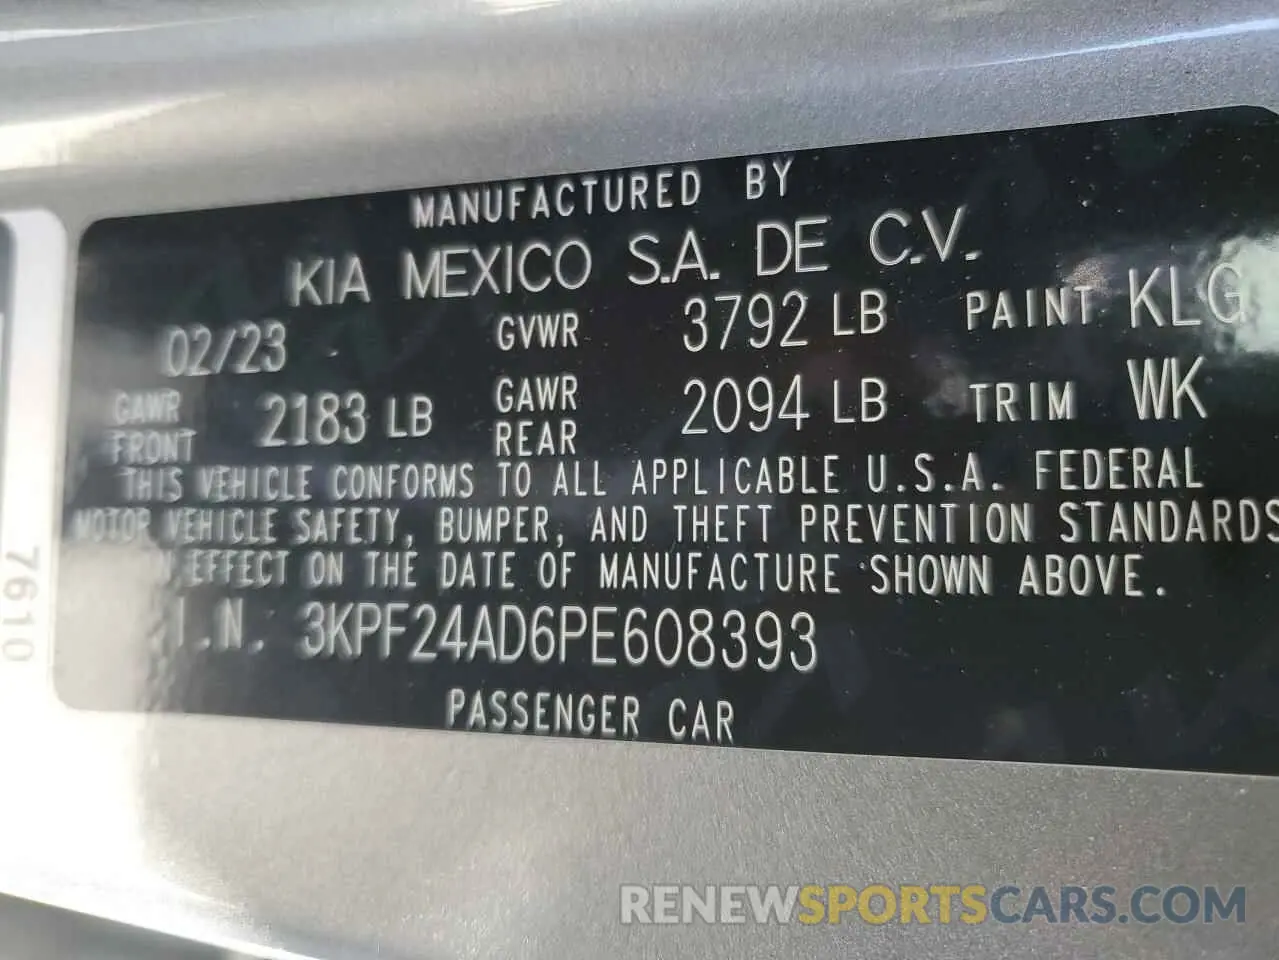 MANUFACTURED BY
KIA MEXICO S.A. DE C.V.
02/23 GVWR 3792 LB PAINT KLG
GAWR FRONT 2183 LB GAWR REAR 2094 LB TRIM WK
THIS VEHICLE CONFORMS TO ALL APPLICABLE U.S.A. FEDERAL
MOTOR VEHICLE SAFETY, BUMPER, AND THEFT PREVENTION STANDARDS
EFFECT ON THE DATE OF MANUFACTURE SHOWN ABOVE.
I.N. 3KPF24AD6PE608393
PASSENGER CAR
7610
RENEWSPORTSCARS.COM